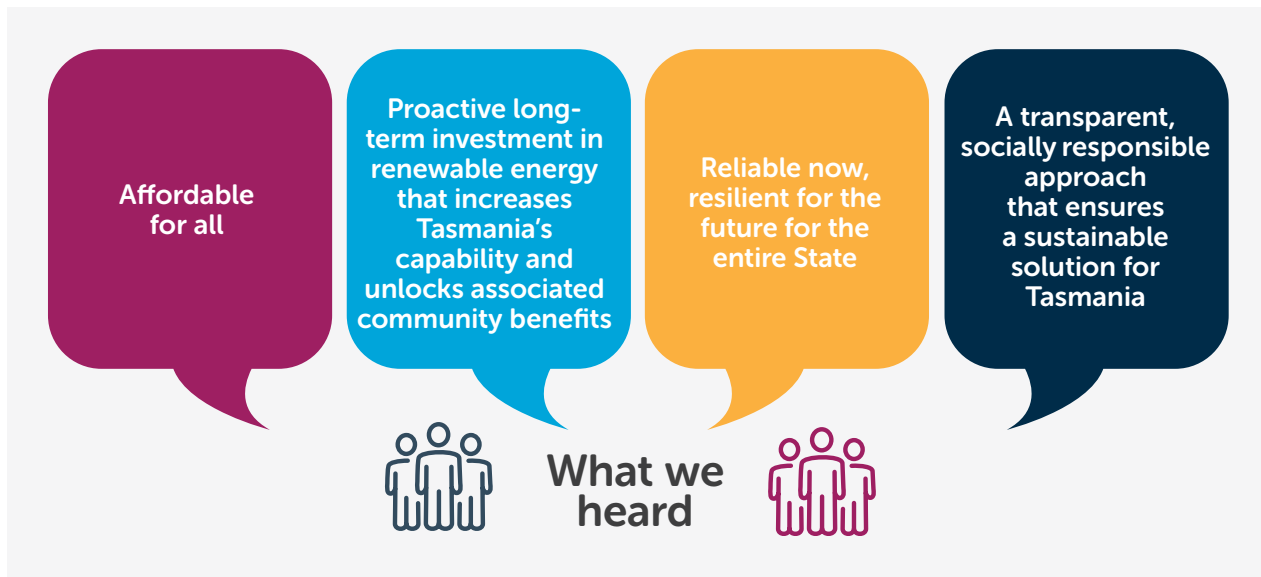 Affordable
for all
Proactive long-
term investment in
renewable energy
that increases
Tasmania's
capability and
unlocks associated
community benefits
Reliable now,
resilient for the
future for the
entire State
A transparent,
socially responsible
approach
that ensures
a sustainable
solution for
Tasmania
What we
heard